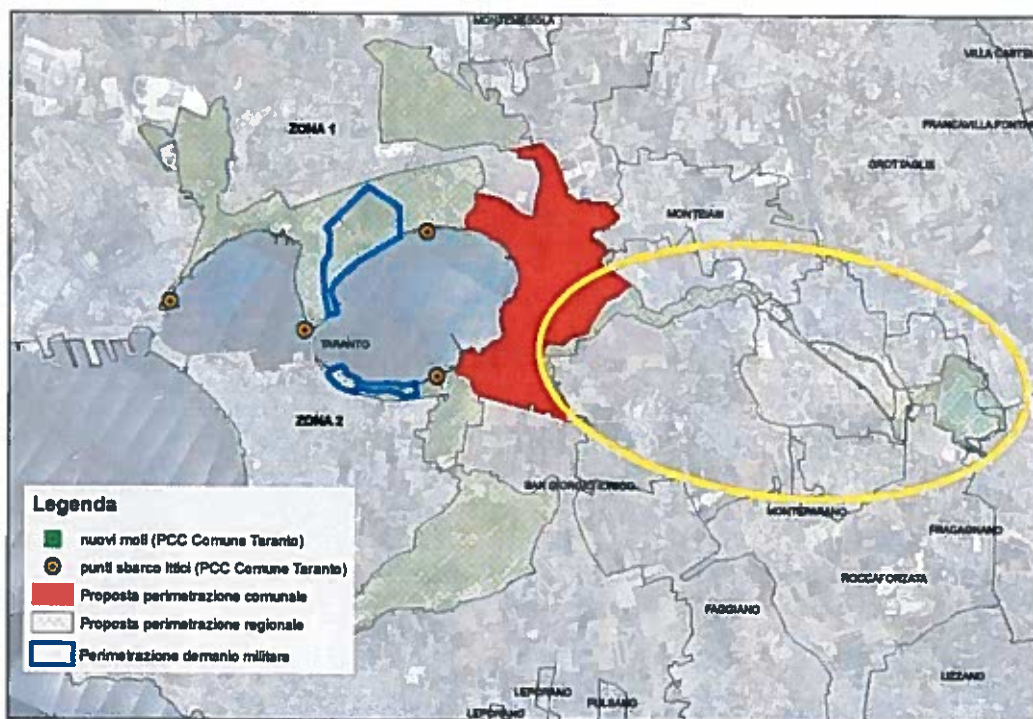 MONTEMESOLA
VILLA CASTELLI
FRANCAVILLA FONTANA
ZONA 1
GROTTAGLIE
MONTEIASI
TARANTO
ZONA 2
SAN GIORGIO IONICO
MONTEPARANO
FRAGAGNANO
ROCCAFORZATA
FAGGIANO
LIZZANO
LEPORANO
PULSANO
LEPORANO
Legenda
nuovi moli (PCC Comune Taranto)
punti sbarco ittici (PCC Comune Taranto)
Proposta perimetrazione comunale
Proposta perimetrazione regionale
Perimetrazione demanio militare